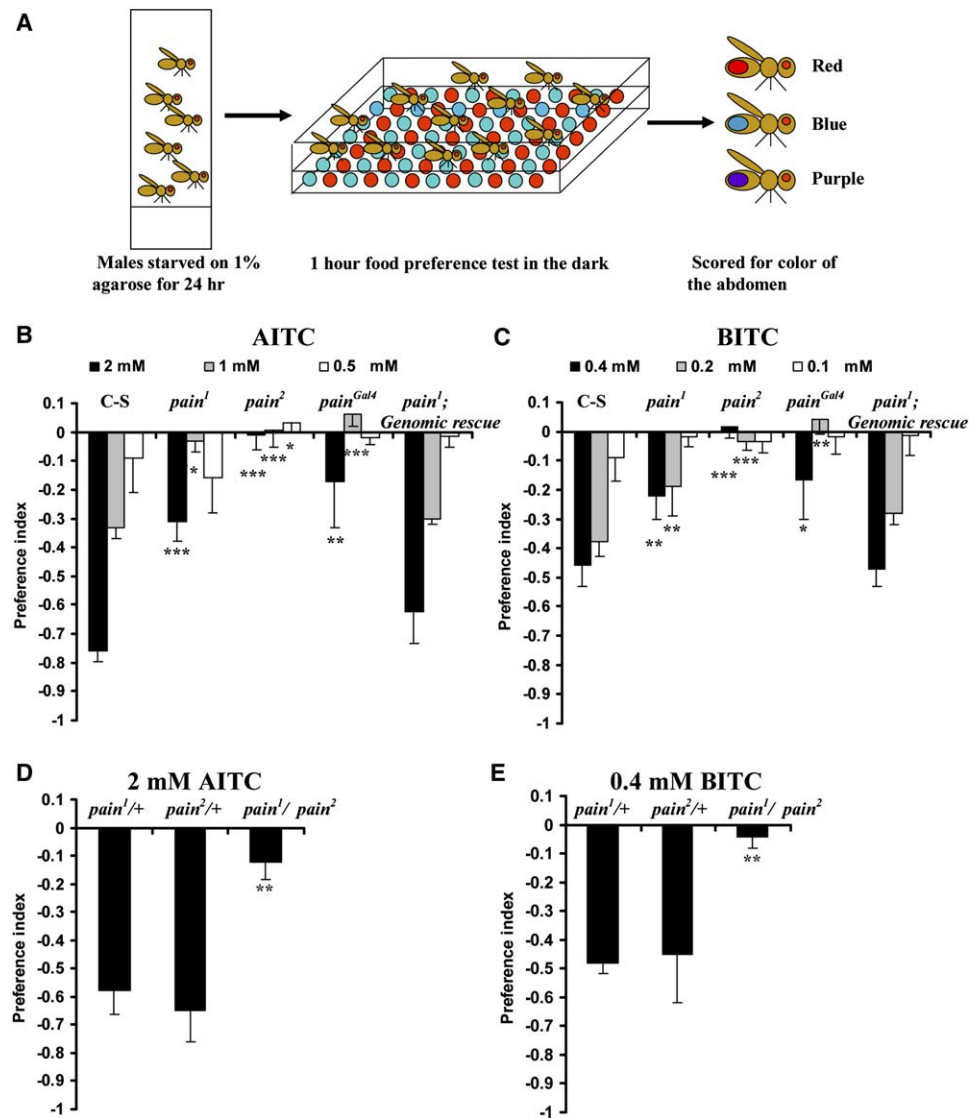 A
Red
Blue
Purple
Males starved on 1%
agarose for 24 hr
1 hour food preference test in the dark
Scored for color of
the abdomen
B
AITC
2 mM 1 mM 0.5 mM
C-S pain¹ pain² painᴳᵃˡ⁴ pain¹;
Genomic rescue
Preference index
0.1
0
-0.1
-0.2
-0.3
-0.4
-0.5
-0.6
-0.7
-0.8
-0.9
-1
*** * *** *** * ** ***
C
BITC
0.4 mM 0.2 mM 0.1 mM
C-S pain¹ pain² painᴳᵃˡ⁴ pain¹;
Genomic rescue
Preference index
0.1
0
-0.1
-0.2
-0.3
-0.4
-0.5
-0.6
-0.7
-0.8
-0.9
-1
** ** *** *** * **
D
2 mM AITC
pain¹/+ pain²/+ pain¹/ pain²
Preference index
0.1
0
-0.1
-0.2
-0.3
-0.4
-0.5
-0.6
-0.7
-0.8
-0.9
-1
**
E
0.4 mM BITC
pain¹/+ pain²/+ pain¹/ pain²
Preference index
0.1
0
-0.1
-0.2
-0.3
-0.4
-0.5
-0.6
-0.7
-0.8
-0.9
-1
**